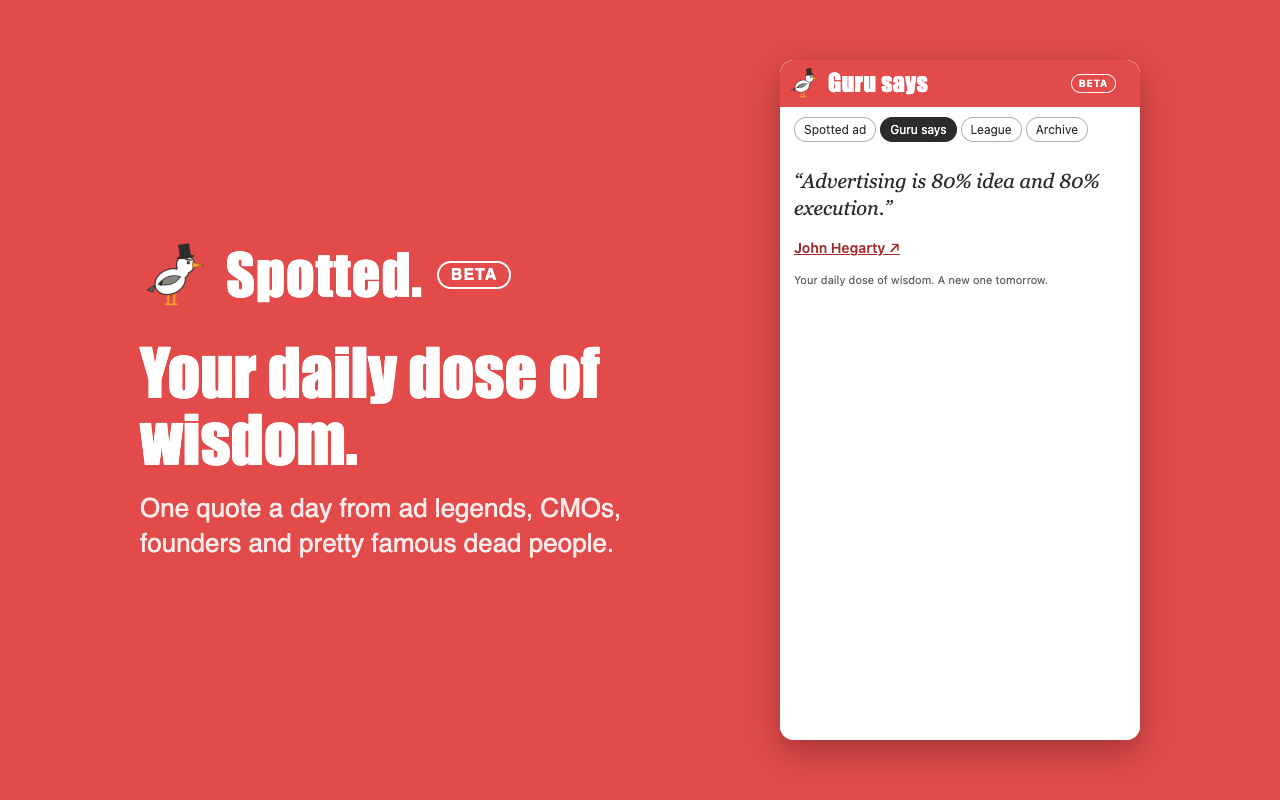 Spotted.
BETA
Your daily dose of
wisdom.
One quote a day from ad legends, CMOs,
founders and pretty famous dead people.
Guru says
BETA
Spotted ad
Guru says
League
Archive
“Advertising is 80% idea and 80%
execution.”
John Hegarty ↗
Your daily dose of wisdom. A new one tomorrow.